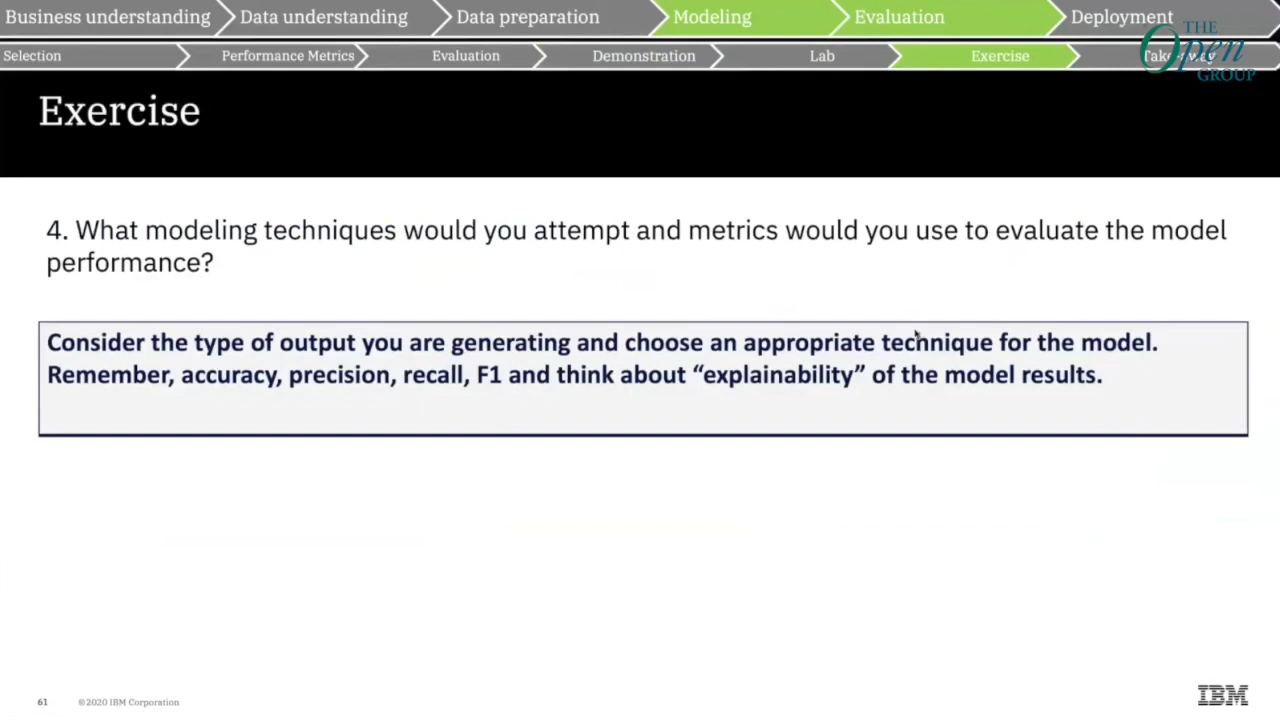 Business understanding Data understanding Data preparation Modeling Evaluation Deployment
THE
Open
GROUP
Selection Performance Metrics Evaluation Demonstration Lab Exercise Take-away
Exercise
4. What modeling techniques would you attempt and metrics would you use to evaluate the model
performance?
Consider the type of output you are generating and choose an appropriate technique for the model.
Remember, accuracy, precision, recall, F1 and think about “explainability” of the model results.
61 ©2020 IBM Corporation
IBM